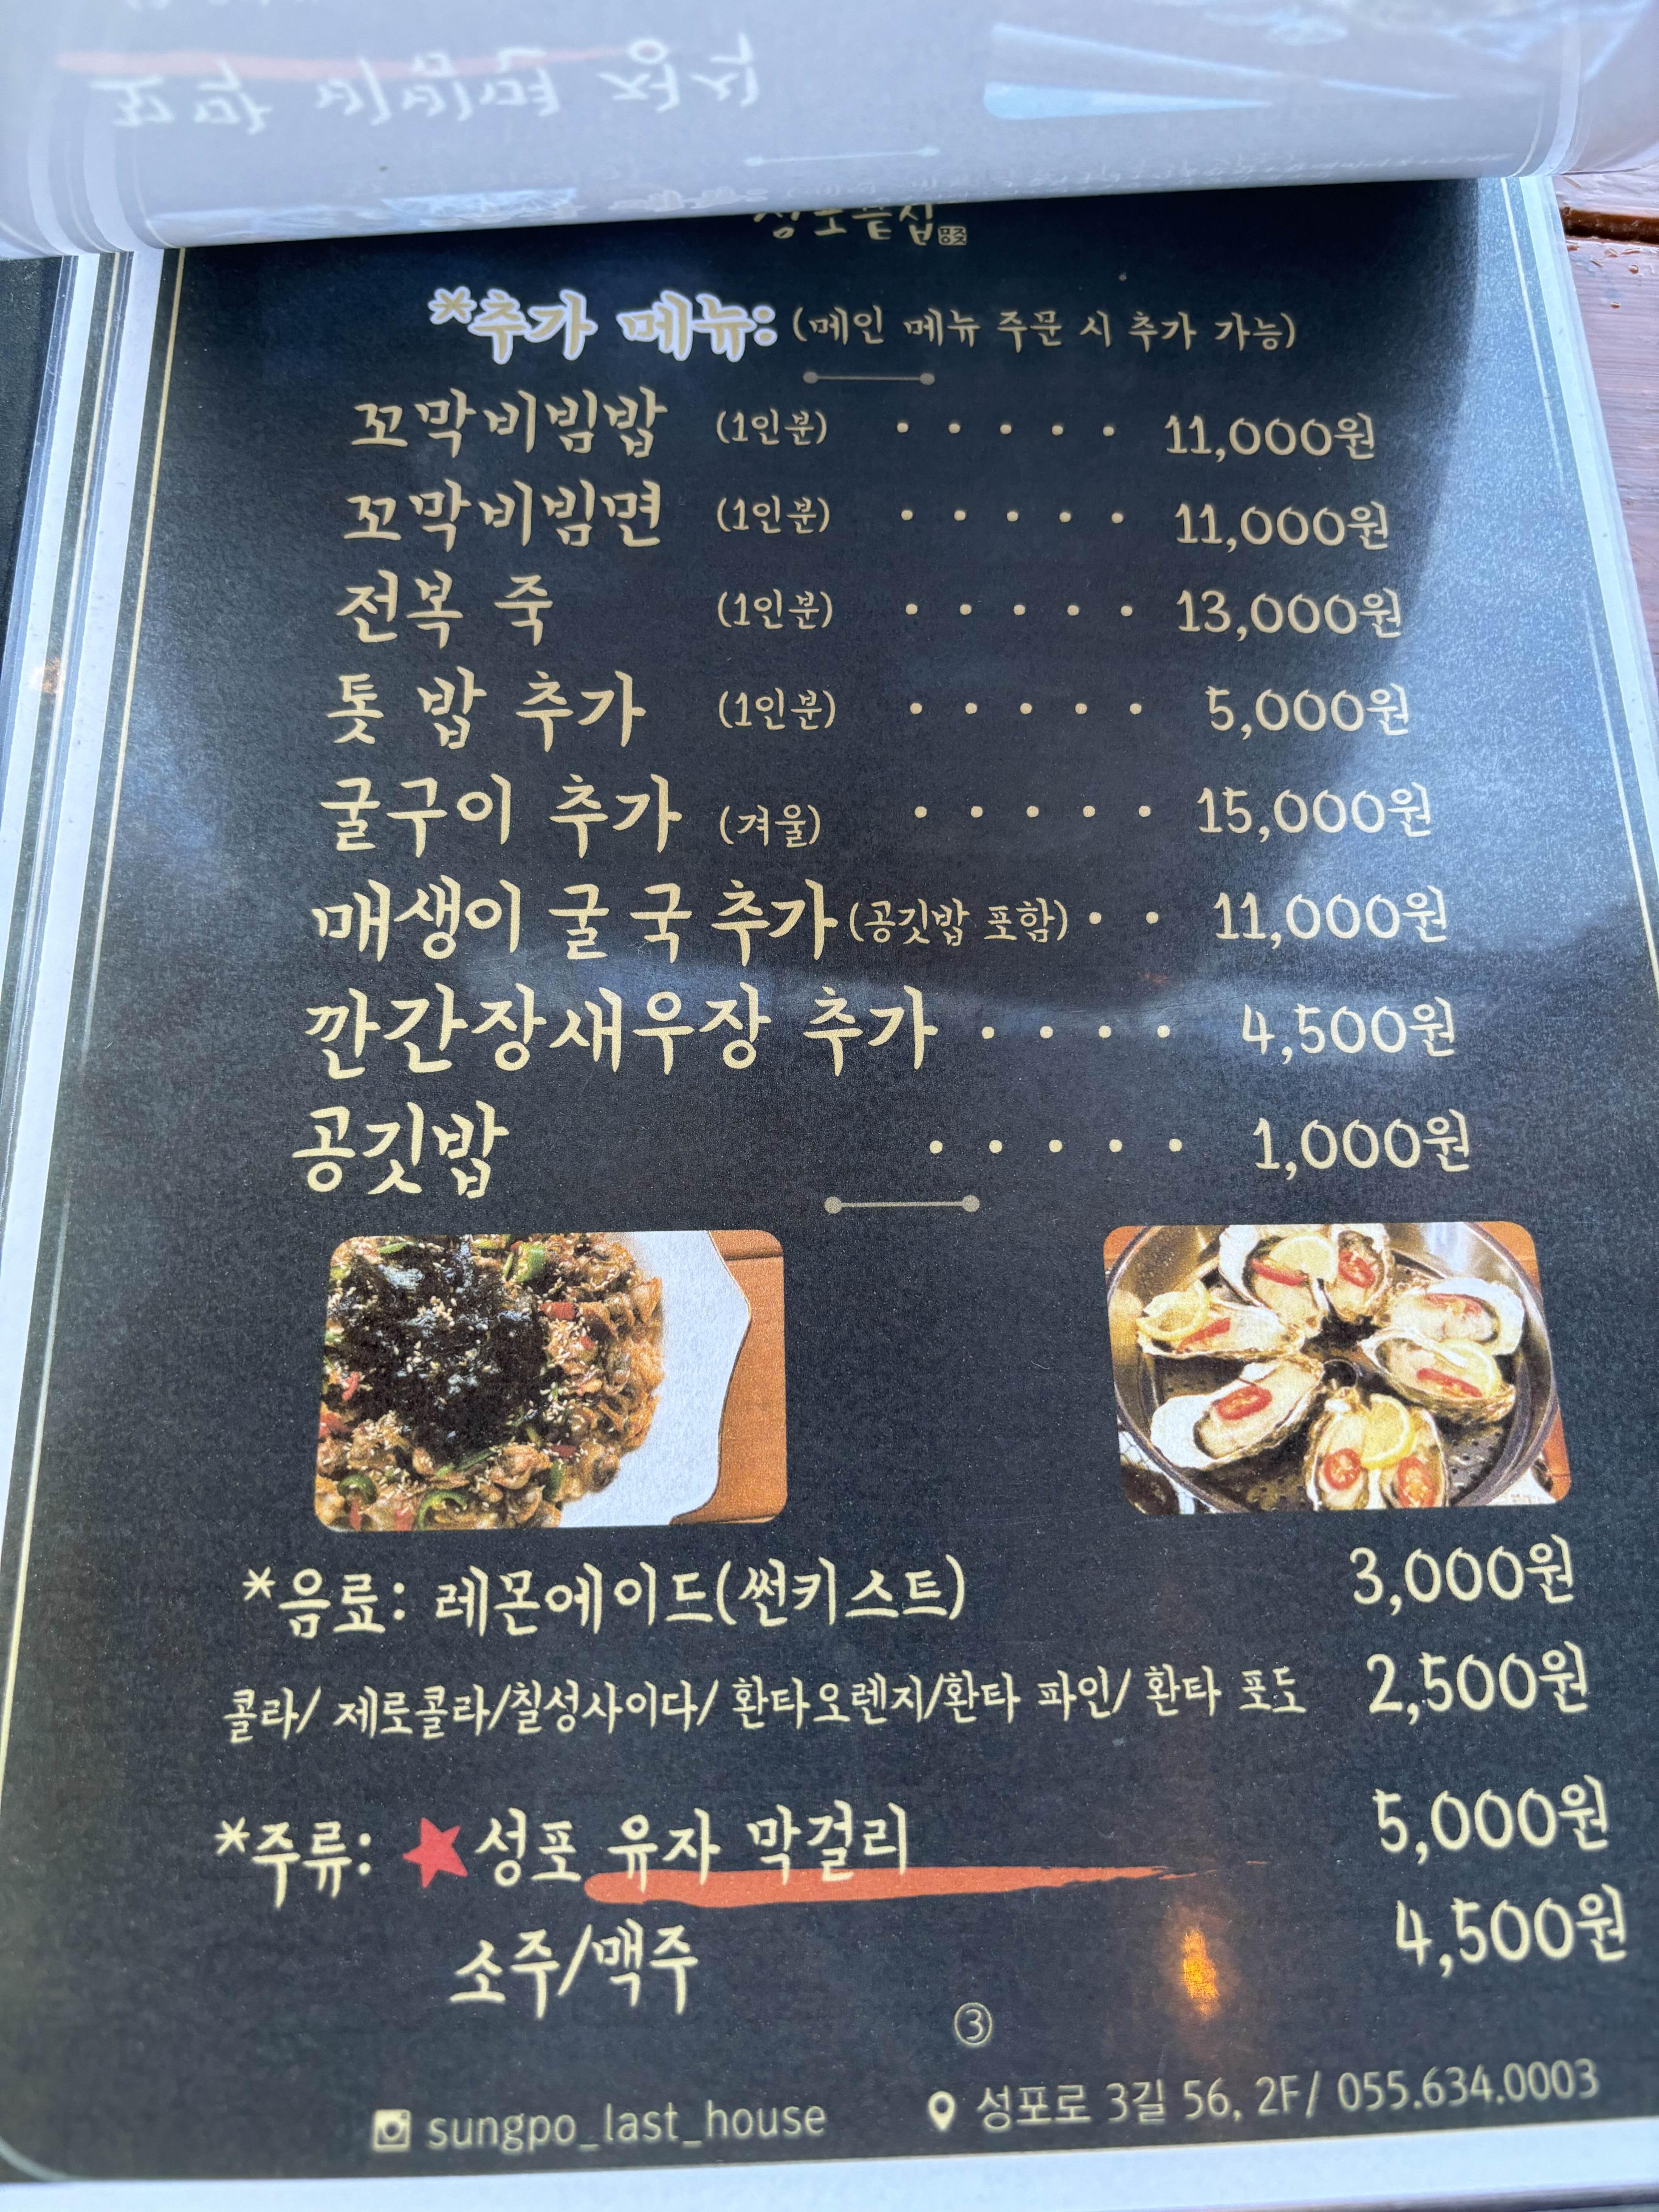 성포끝집
*추가 메뉴: (메인 메뉴 주문 시 추가 가능)
꼬막비빔밥 (1인분) ..... 11,000원
꼬막비빔면 (1인분) ..... 11,000원
전복 죽 (1인분) ..... 13,000원
톳 밥 추가 (1인분) ..... 5,000원
굴구이 추가 (겨울) ..... 15,000원
매생이 굴 국 추가(공깃밥 포함) .. 11,000원
깐간장새우장 추가 .... 4,500원
공깃밥 ..... 1,000원
*음료: 레몬에이드(썬키스트) 3,000원
콜라/ 제로콜라/칠성사이다/ 환타오렌지/환타 파인/ 환타 포도 2,500원
*주류: ★성포 유자 막걸리 5,000원
소주/맥주 4,500원
③
sungpo_last_house 성포로 3길 56, 2F/ 055.634.0003